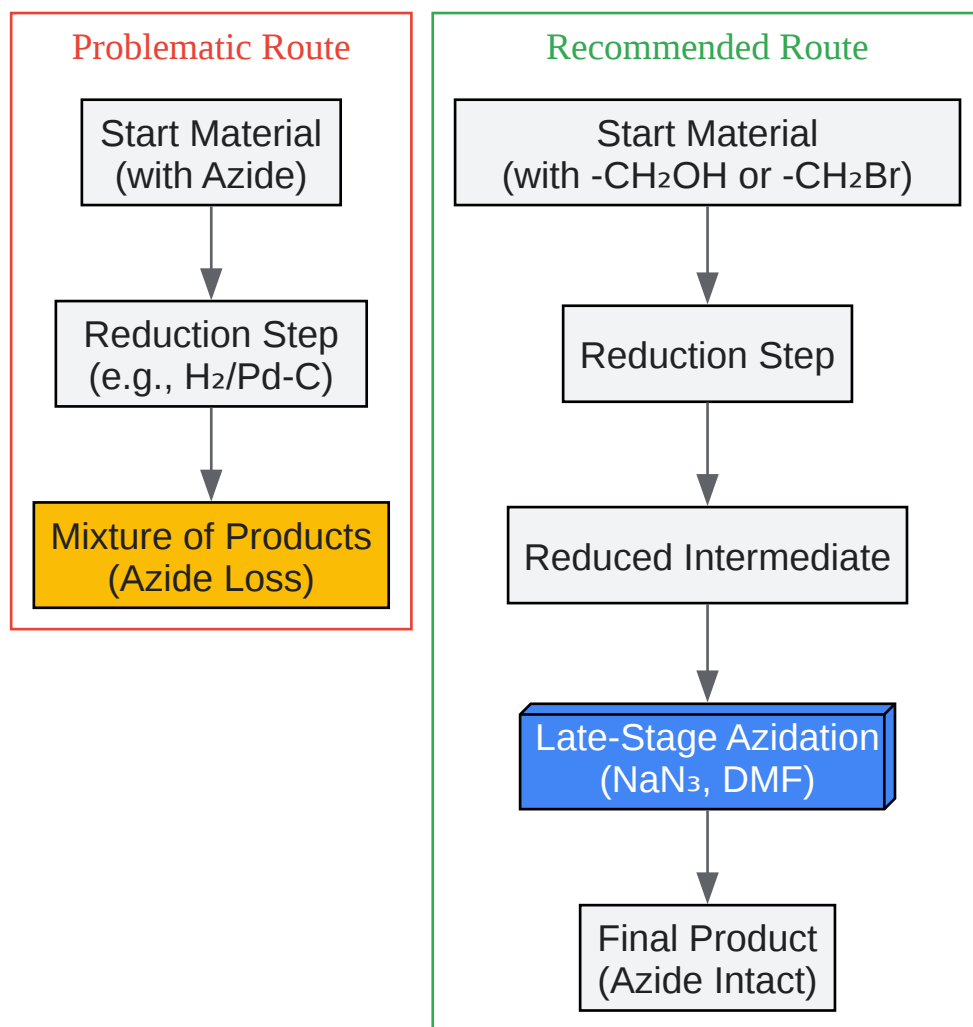 Problematic Route
Start Material
(with Azide)
Reduction Step
(e.g., H₂/Pd-C)
Mixture of Products
(Azide Loss)
Recommended Route
Start Material
(with -CH₂OH or -CH₂Br)
Reduction Step
Reduced Intermediate
Late-Stage Azidation
(NaN₃, DMF)
Final Product
(Azide Intact)